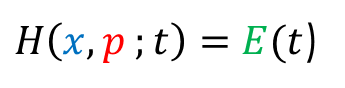 H(x,p ;t) = E(t)